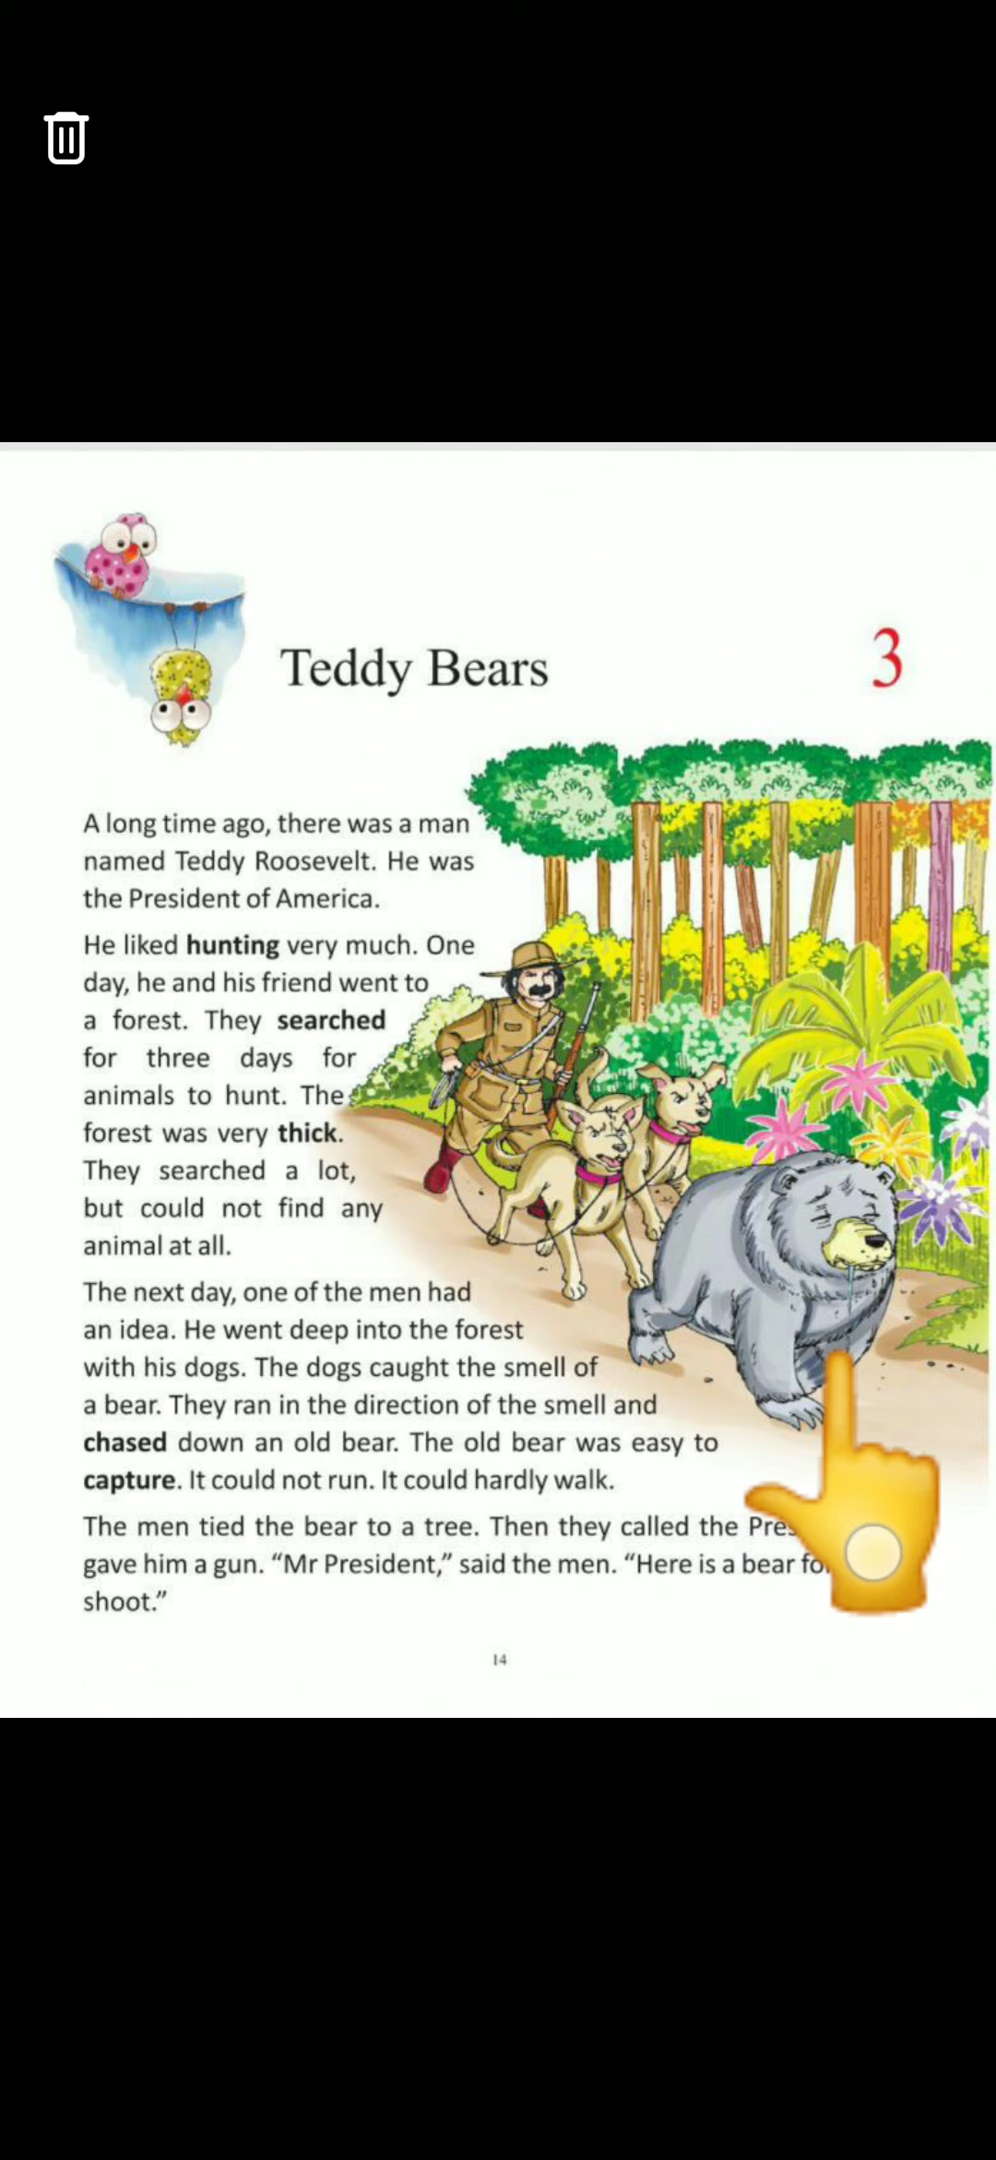 Teddy Bears
3
A long time ago, there was a man
named Teddy Roosevelt. He was
the President of America.
He liked hunting very much. One
day, he and his friend went to
a forest. They searched
for three days for
animals to hunt. The
forest was very thick.
They searched a lot,
but could not find any
animal at all.
The next day, one of the men had
an idea. He went deep into the forest
with his dogs. The dogs caught the smell of
a bear. They ran in the direction of the smell and
chased down an old bear. The old bear was easy to
capture. It could not run. It could hardly walk.
The men tied the bear to a tree. Then they called the
gave him a gun. “Mr President,” said the men. “Here is a bear
shoot.”
14